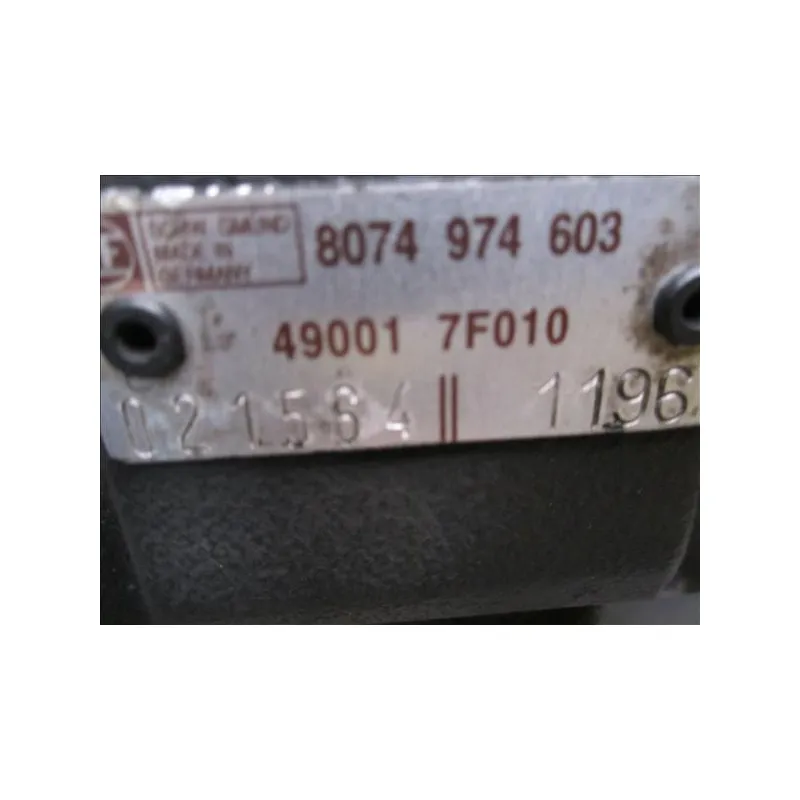 F
SCHW. GMÜND
MADE IN
GERMANY
8074 974 603
49001 7F010
021564 || 1196